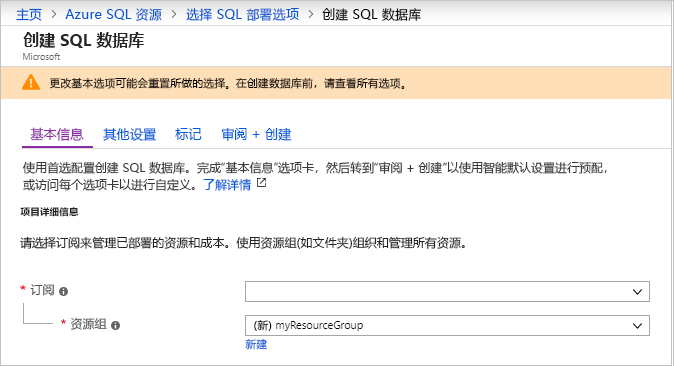 主页 > Azure SQL 资源 > 选择 SQL 部署选项 > 创建 SQL 数据库
创建 SQL 数据库
Microsoft
更改基本选项可能会重置所做的选择。在创建数据库前，请查看所有选项。
基本信息 其他设置 标记 审阅 + 创建
使用首选配置创建 SQL 数据库。完成“基本信息”选项卡，然后转到“审阅 + 创建”以使用智能默认设置进行预配，
或访问每个选项卡以进行自定义。了解详情
项目详细信息
请选择订阅来管理已部署的资源和成本。使用资源组(如文件夹)组织和管理所有资源。
* 订阅
* 资源组 (新) myResourceGroup
新建